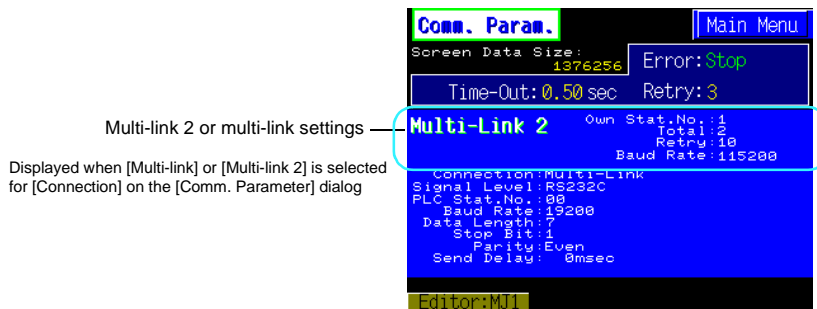 Comm. Param.
Main Menu
Screen Data Size:
1376256
Error:Stop
Time-Out:0.50 sec
Retry:3
Multi-link 2 or multi-link settings
Multi-Link 2
Own Stat.No.:1
Total:2
Retry:10
Baud Rate:115200
Displayed when [Multi-link] or [Multi-link 2] is selected
for [Connection] on the [Comm. Parameter] dialog
Connection:Multi-Link
Signal Level:RS232C
PLC Stat.No.:00
Baud Rate:19200
Data Length:7
Stop Bit:1
Parity:Even
Send Delay: 0msec
Editor:MJ1